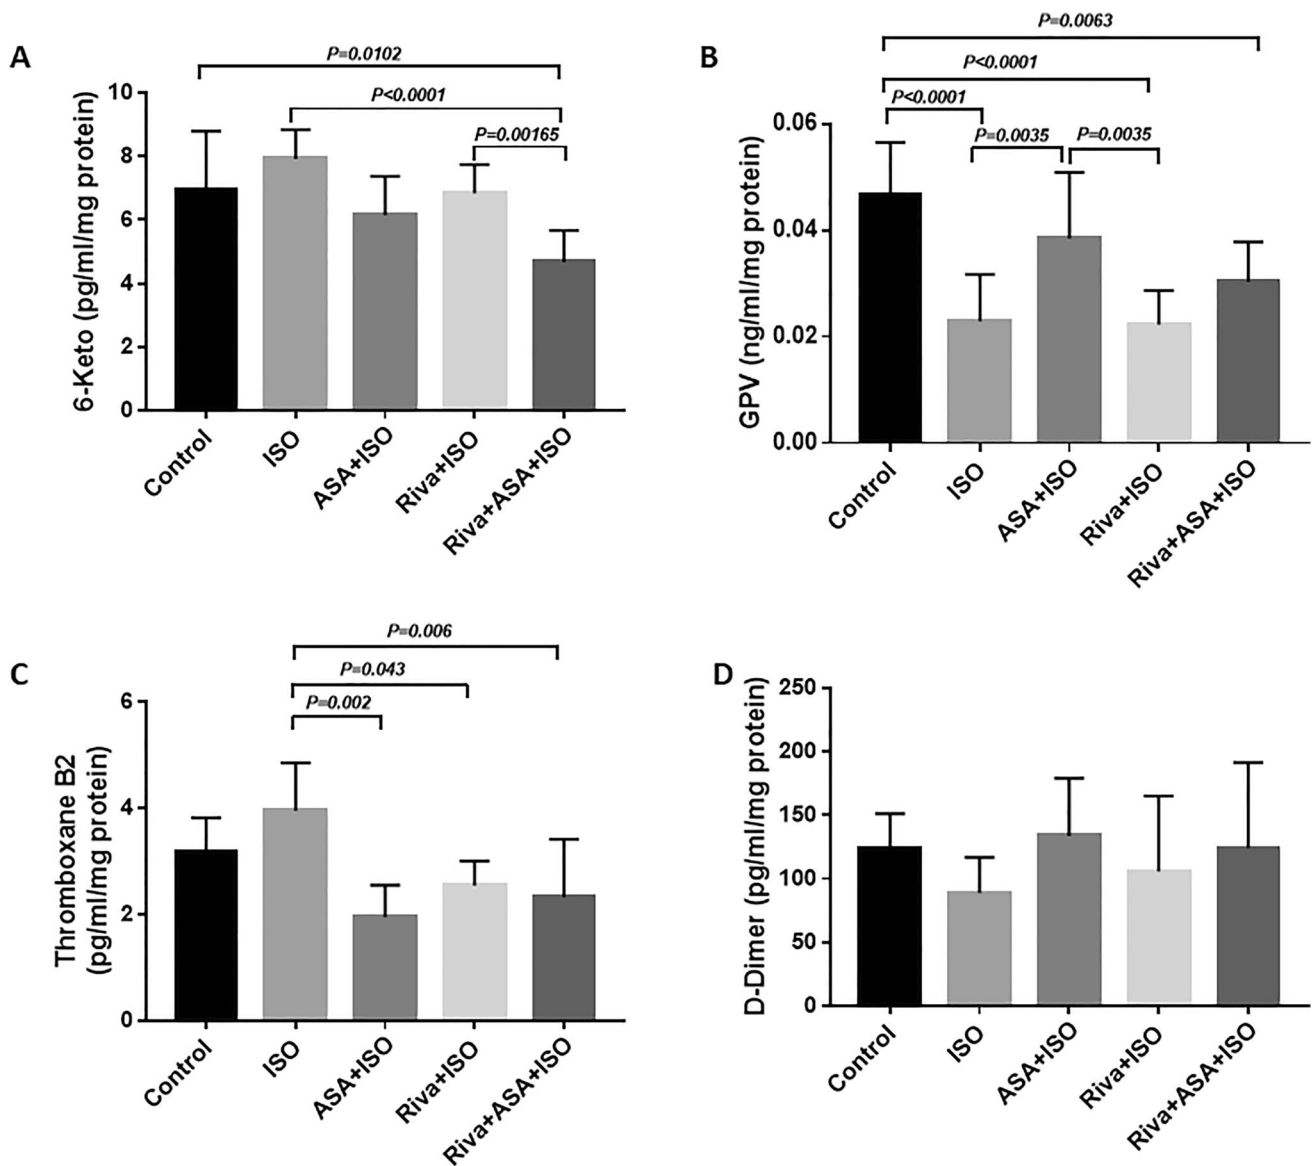 A
P=0.0102
P<0.0001
P=0.00165
6-Keto (pg/ml/mg protein)
10
8
6
4
2
0
Control
ISO
ASA+ISO
Riva+ISO
Riva+ASA+ISO
B
P=0.0063
P<0.0001
P<0.0001
P=0.0035
P=0.0035
GPV (ng/ml/mg protein)
0.06
0.04
0.02
0.00
Control
ISO
ASA+ISO
Riva+ISO
Riva+ASA+ISO
C
P=0.006
P=0.043
P=0.002
Thromboxane B2
(pg/ml/mg protein)
6
4
2
0
Control
ISO
ASA+ISO
Riva+ISO
Riva+ASA+ISO
D
D-Dimer (pg/ml/mg protein)
250
200
150
100
50
0
Control
ISO
ASA+ISO
Riva+ISO
Riva+ASA+ISO